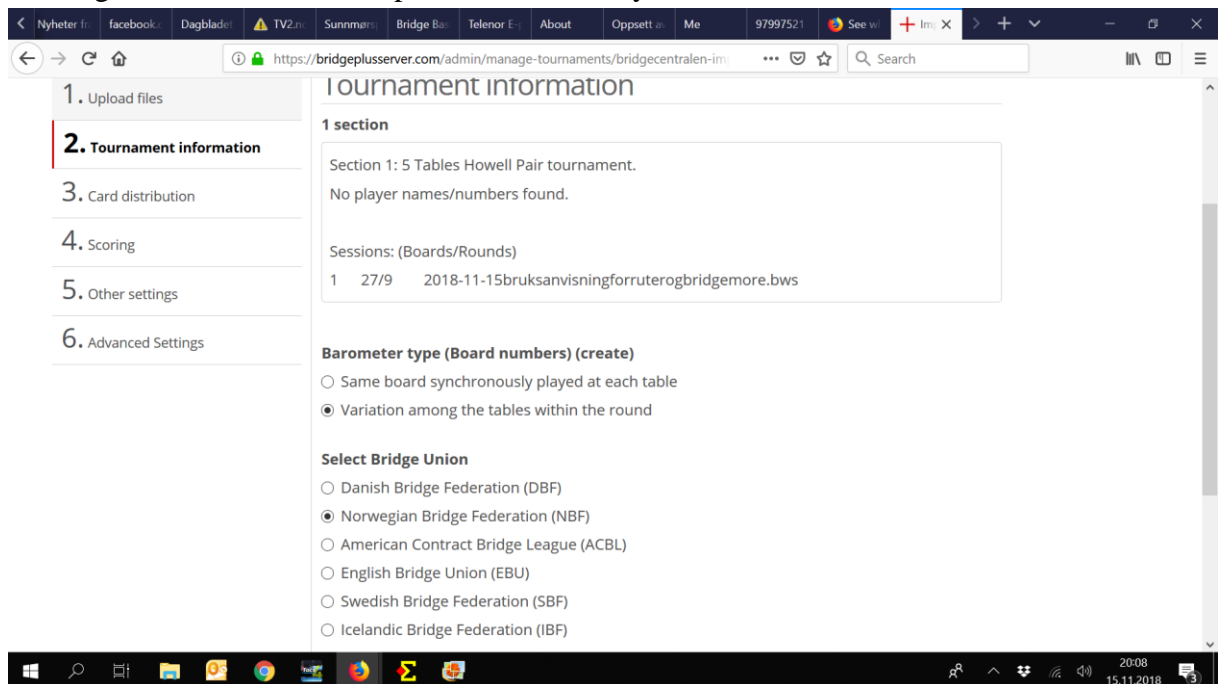 Nyheter fr facebook.c Dagbladet TV2.no Sunnmørsp Bridge Bas Telenor E-p About Oppsett av Me 97997521 See wi Imp
https://bridgeplusserver.com/admin/manage-tournaments/bridgecentralen-im Search
1. Upload files
2. Tournament information
3. Card distribution
4. Scoring
5. Other settings
6. Advanced Settings
Tournament information
1 section
Section 1: 5 Tables Howell Pair tournament.
No player names/numbers found.
Sessions: (Boards/Rounds)
1 27/9 2018-11-15bruksanvisningforruterogbridgemore.bws
Barometer type (Board numbers) (create)
Same board synchronously played at each table
Variation among the tables within the round
Select Bridge Union
Danish Bridge Federation (DBF)
Norwegian Bridge Federation (NBF)
American Contract Bridge League (ACBL)
English Bridge Union (EBU)
Swedish Bridge Federation (SBF)
Icelandic Bridge Federation (IBF)
20:08
15.11.2018
3